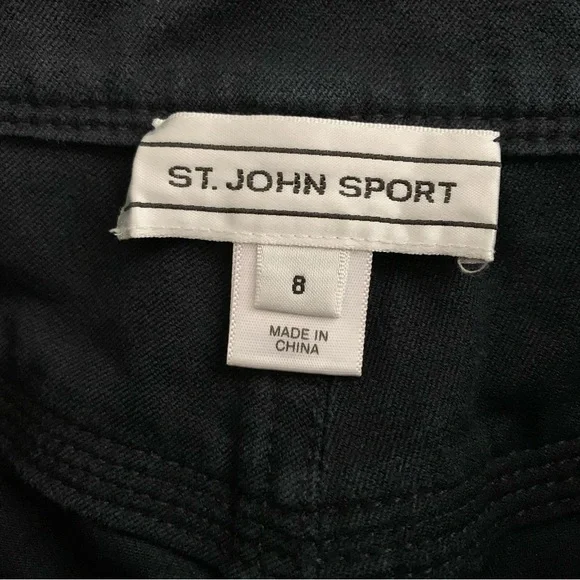 ST. JOHN SPORT
8
MADE IN
CHINA